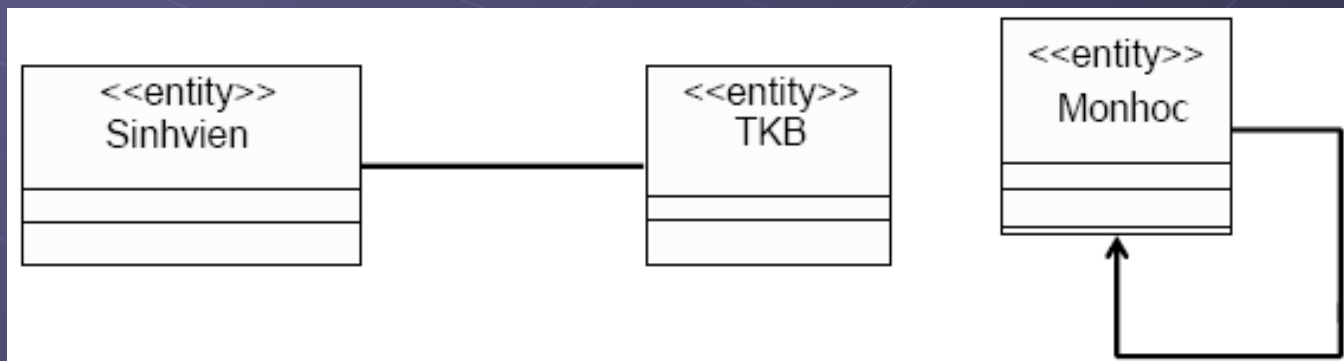 <<entity>>
Sinhvien
<<entity>>
TKB
<<entity>>
Monhoc